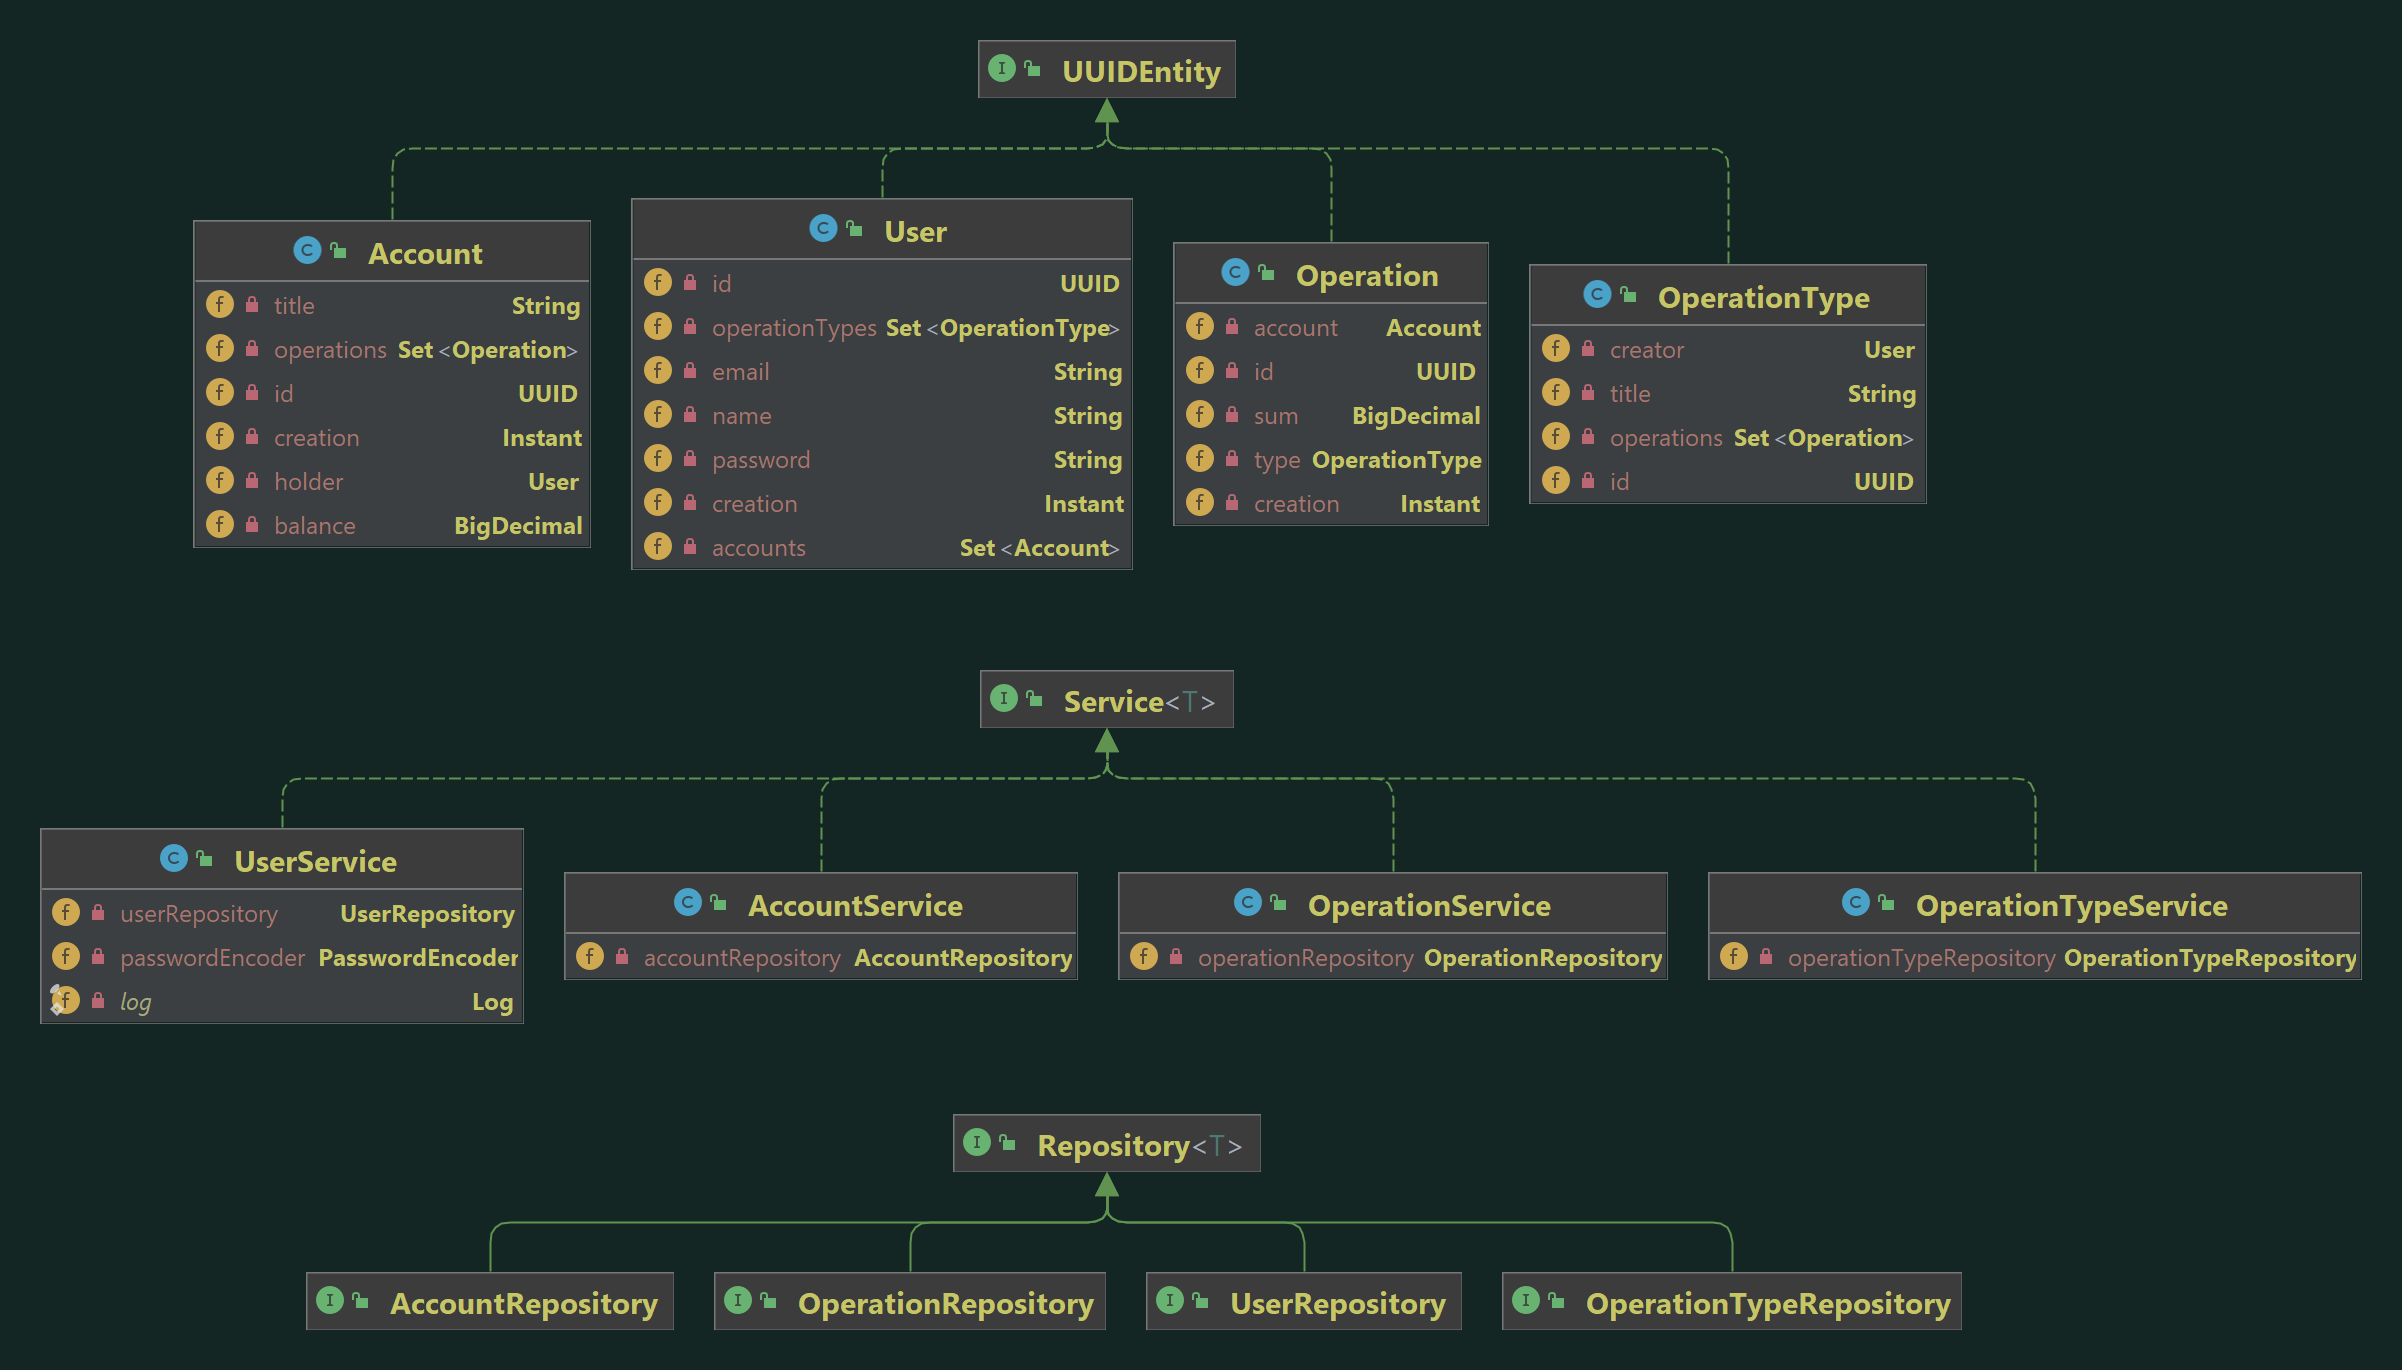 UUIDEntity
Account
title String
operations Set <Operation>
id UUID
creation Instant
holder User
balance BigDecimal
User
id UUID
operationTypes Set <OperationType>
email String
name String
password String
creation Instant
accounts Set <Account>
Operation
account Account
id UUID
sum BigDecimal
type OperationType
creation Instant
OperationType
creator User
title String
operations Set <Operation>
id UUID
Service<T>
UserService
userRepository UserRepository
passwordEncoder PasswordEncoder
log Log
AccountService
accountRepository AccountRepository
OperationService
operationRepository OperationRepository
OperationTypeService
operationTypeRepository OperationTypeRepository
Repository<T>
AccountRepository
OperationRepository
UserRepository
OperationTypeRepository